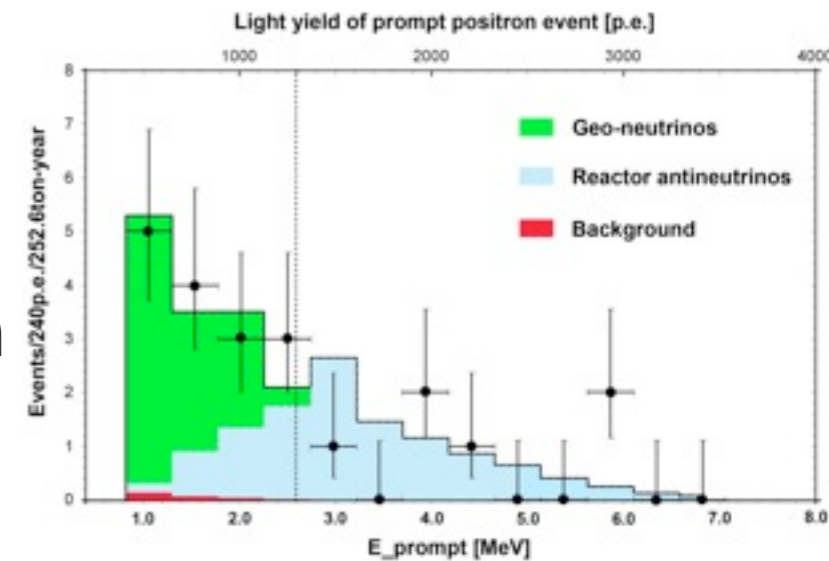 Light yield of prompt positron event [p.e.]
1000 2000 3000 4000
8
7
6
5
4
3
2
1
0
Events/240p.e./252.6ton-year
Geo-neutrinos
Reactor antineutrinos
Background
1.0 2.0 3.0 4.0 5.0 6.0 7.0 8.0
E_prompt [MeV]